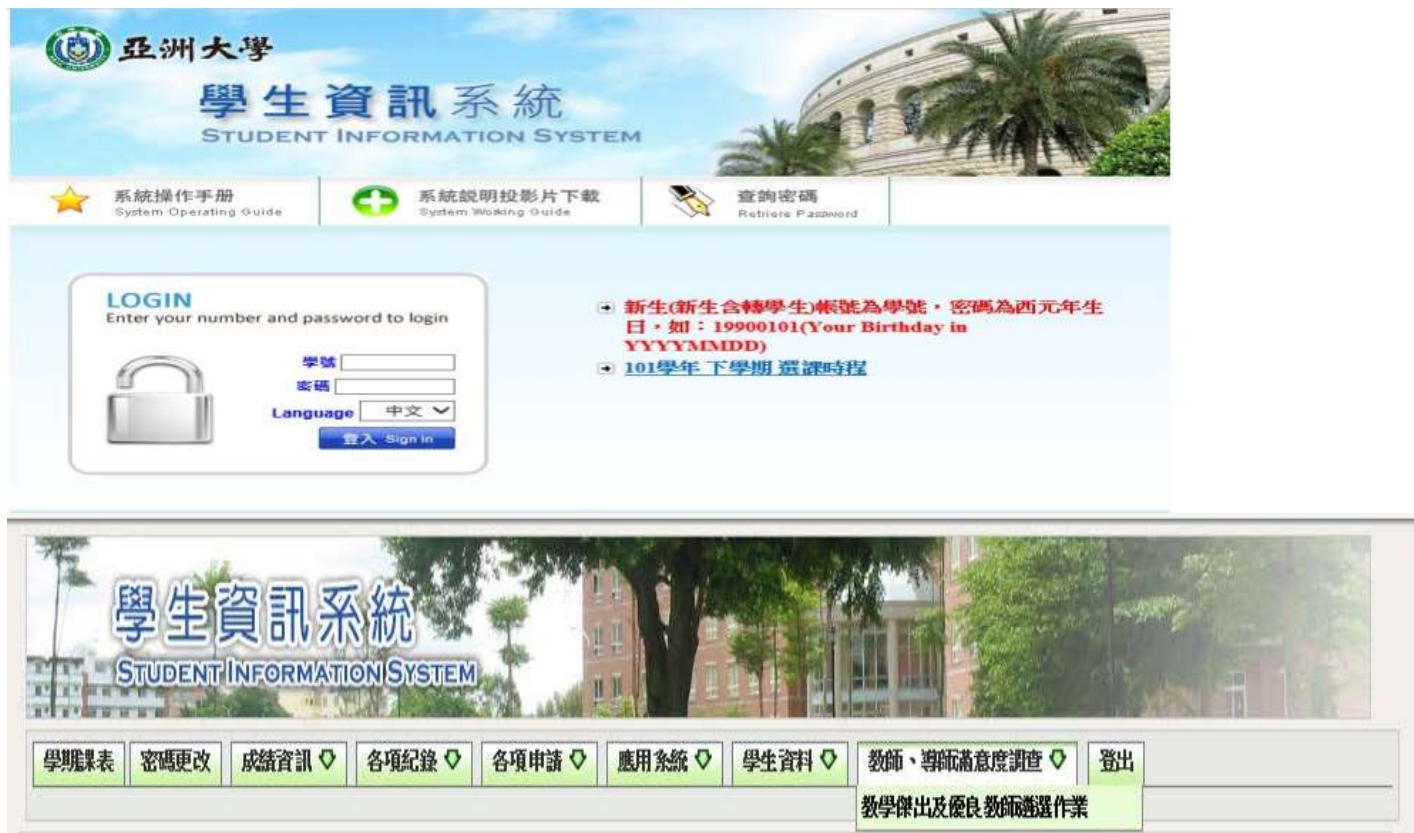 亞洲大學
學生資訊系統
STUDENT INFORMATION SYSTEM
系統操作手冊
System Operating Guide
系統說明投影片下載
System Working Guide
查詢密碼
Retriere Password
LOGIN
Enter your number and password to login
學號
密碼
Language 中文
登入 Sign in
新生(新生含轉學生)帳號為學號,密碼為西元年生
日,如:19900101(Your Birthday in
YYYYMMDD)
101學年 下學期 選課時程
學生資訊系統
STUDENT INFORMATION SYSTEM
學期課表 密碼更改 成績資訊 各項紀錄 各項申請 應用系統 學生資料 教師、導師滿意度調查 登出
教學傑出及優良教師遴選作業